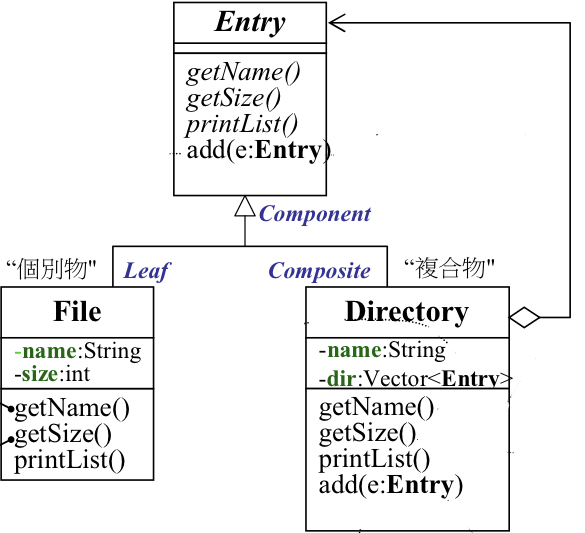 Entry
getName()
getSize()
printList()
add(e:Entry)
Component
“個別物"
Leaf
Composite
“複合物"
File
-name:String
-size:int
getName()
getSize()
printList()
Directory
-name:String
-dir:Vector<Entry>
getName()
getSize()
printList()
add(e:Entry)